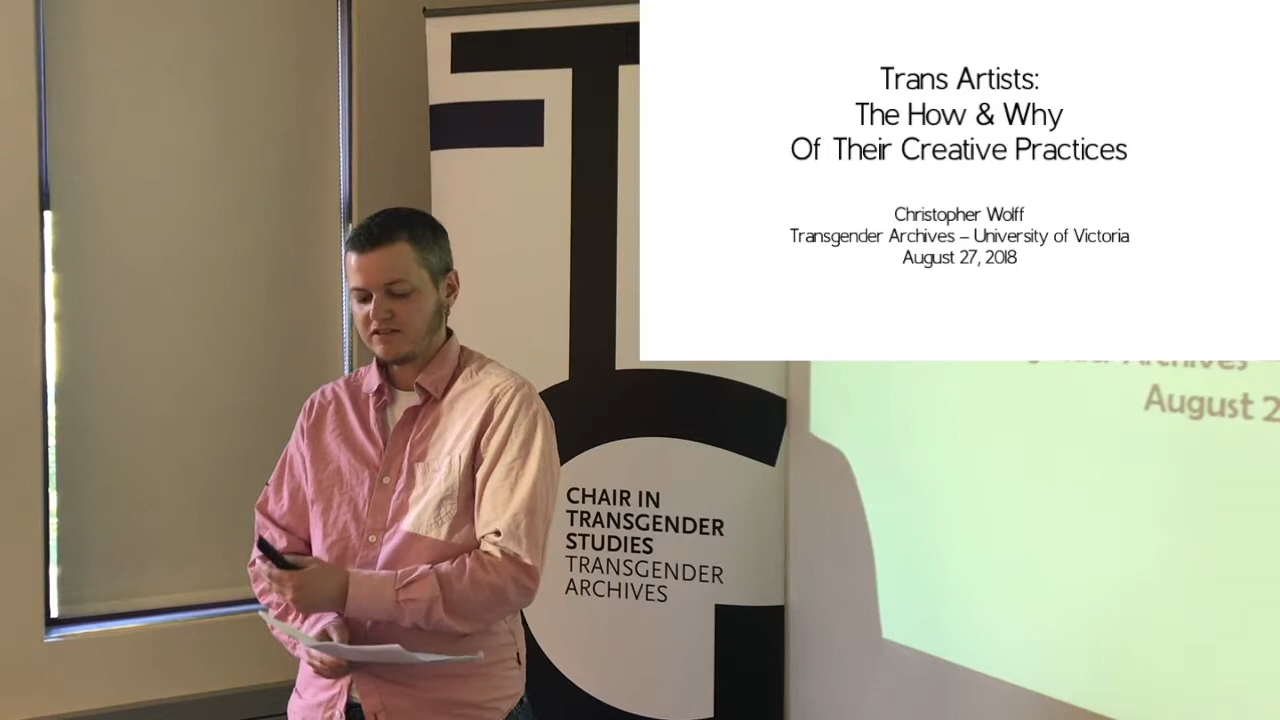 Trans Artists:
The How & Why
Of Their Creative Practices
Christopher Wolff
Transgender Archives – University of Victoria
August 27, 2018
Archives
August 2
CHAIR IN
TRANSGENDER
STUDIES
TRANSGENDER
ARCHIVES